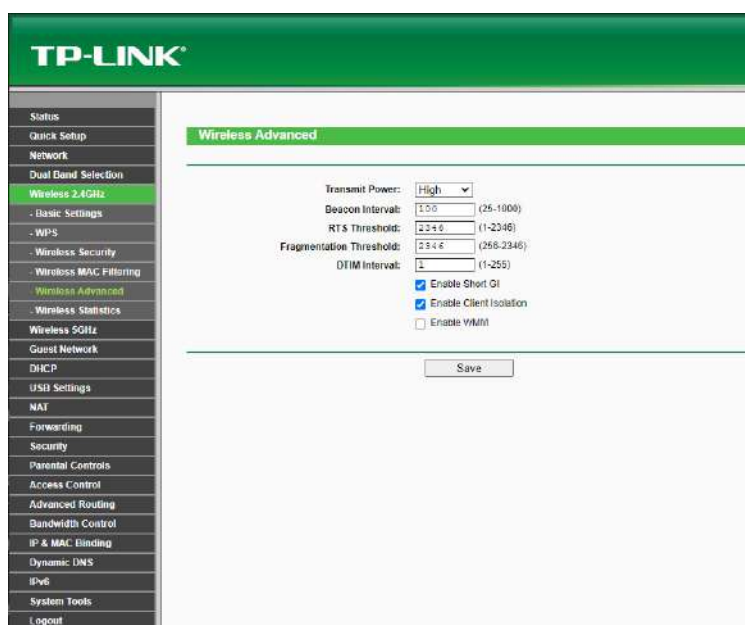 TP-LINK®
Status
Quick Setup
Network
Dual Band Selection
Wireless 2.4GHz
- Basic Settings
- WPS
- Wireless Security
- Wireless MAC Filtering
- Wireless Advanced
- Wireless Statistics
Wireless 5GHz
Guest Network
DHCP
USB Settings
NAT
Forwarding
Security
Parental Controls
Access Control
Advanced Routing
Bandwidth Control
IP & MAC Binding
Dynamic DNS
IPv6
System Tools
Logout
Wireless Advanced
Transmit Power: High
Beacon Interval: 100 (25-1000)
RTS Threshold: 2346 (1-2346)
Fragmentation Threshold: 2346 (256-2346)
DTIM Interval: 1 (1-255)
Enable Short GI
Enable Client Isolation
Enable WMM
Save